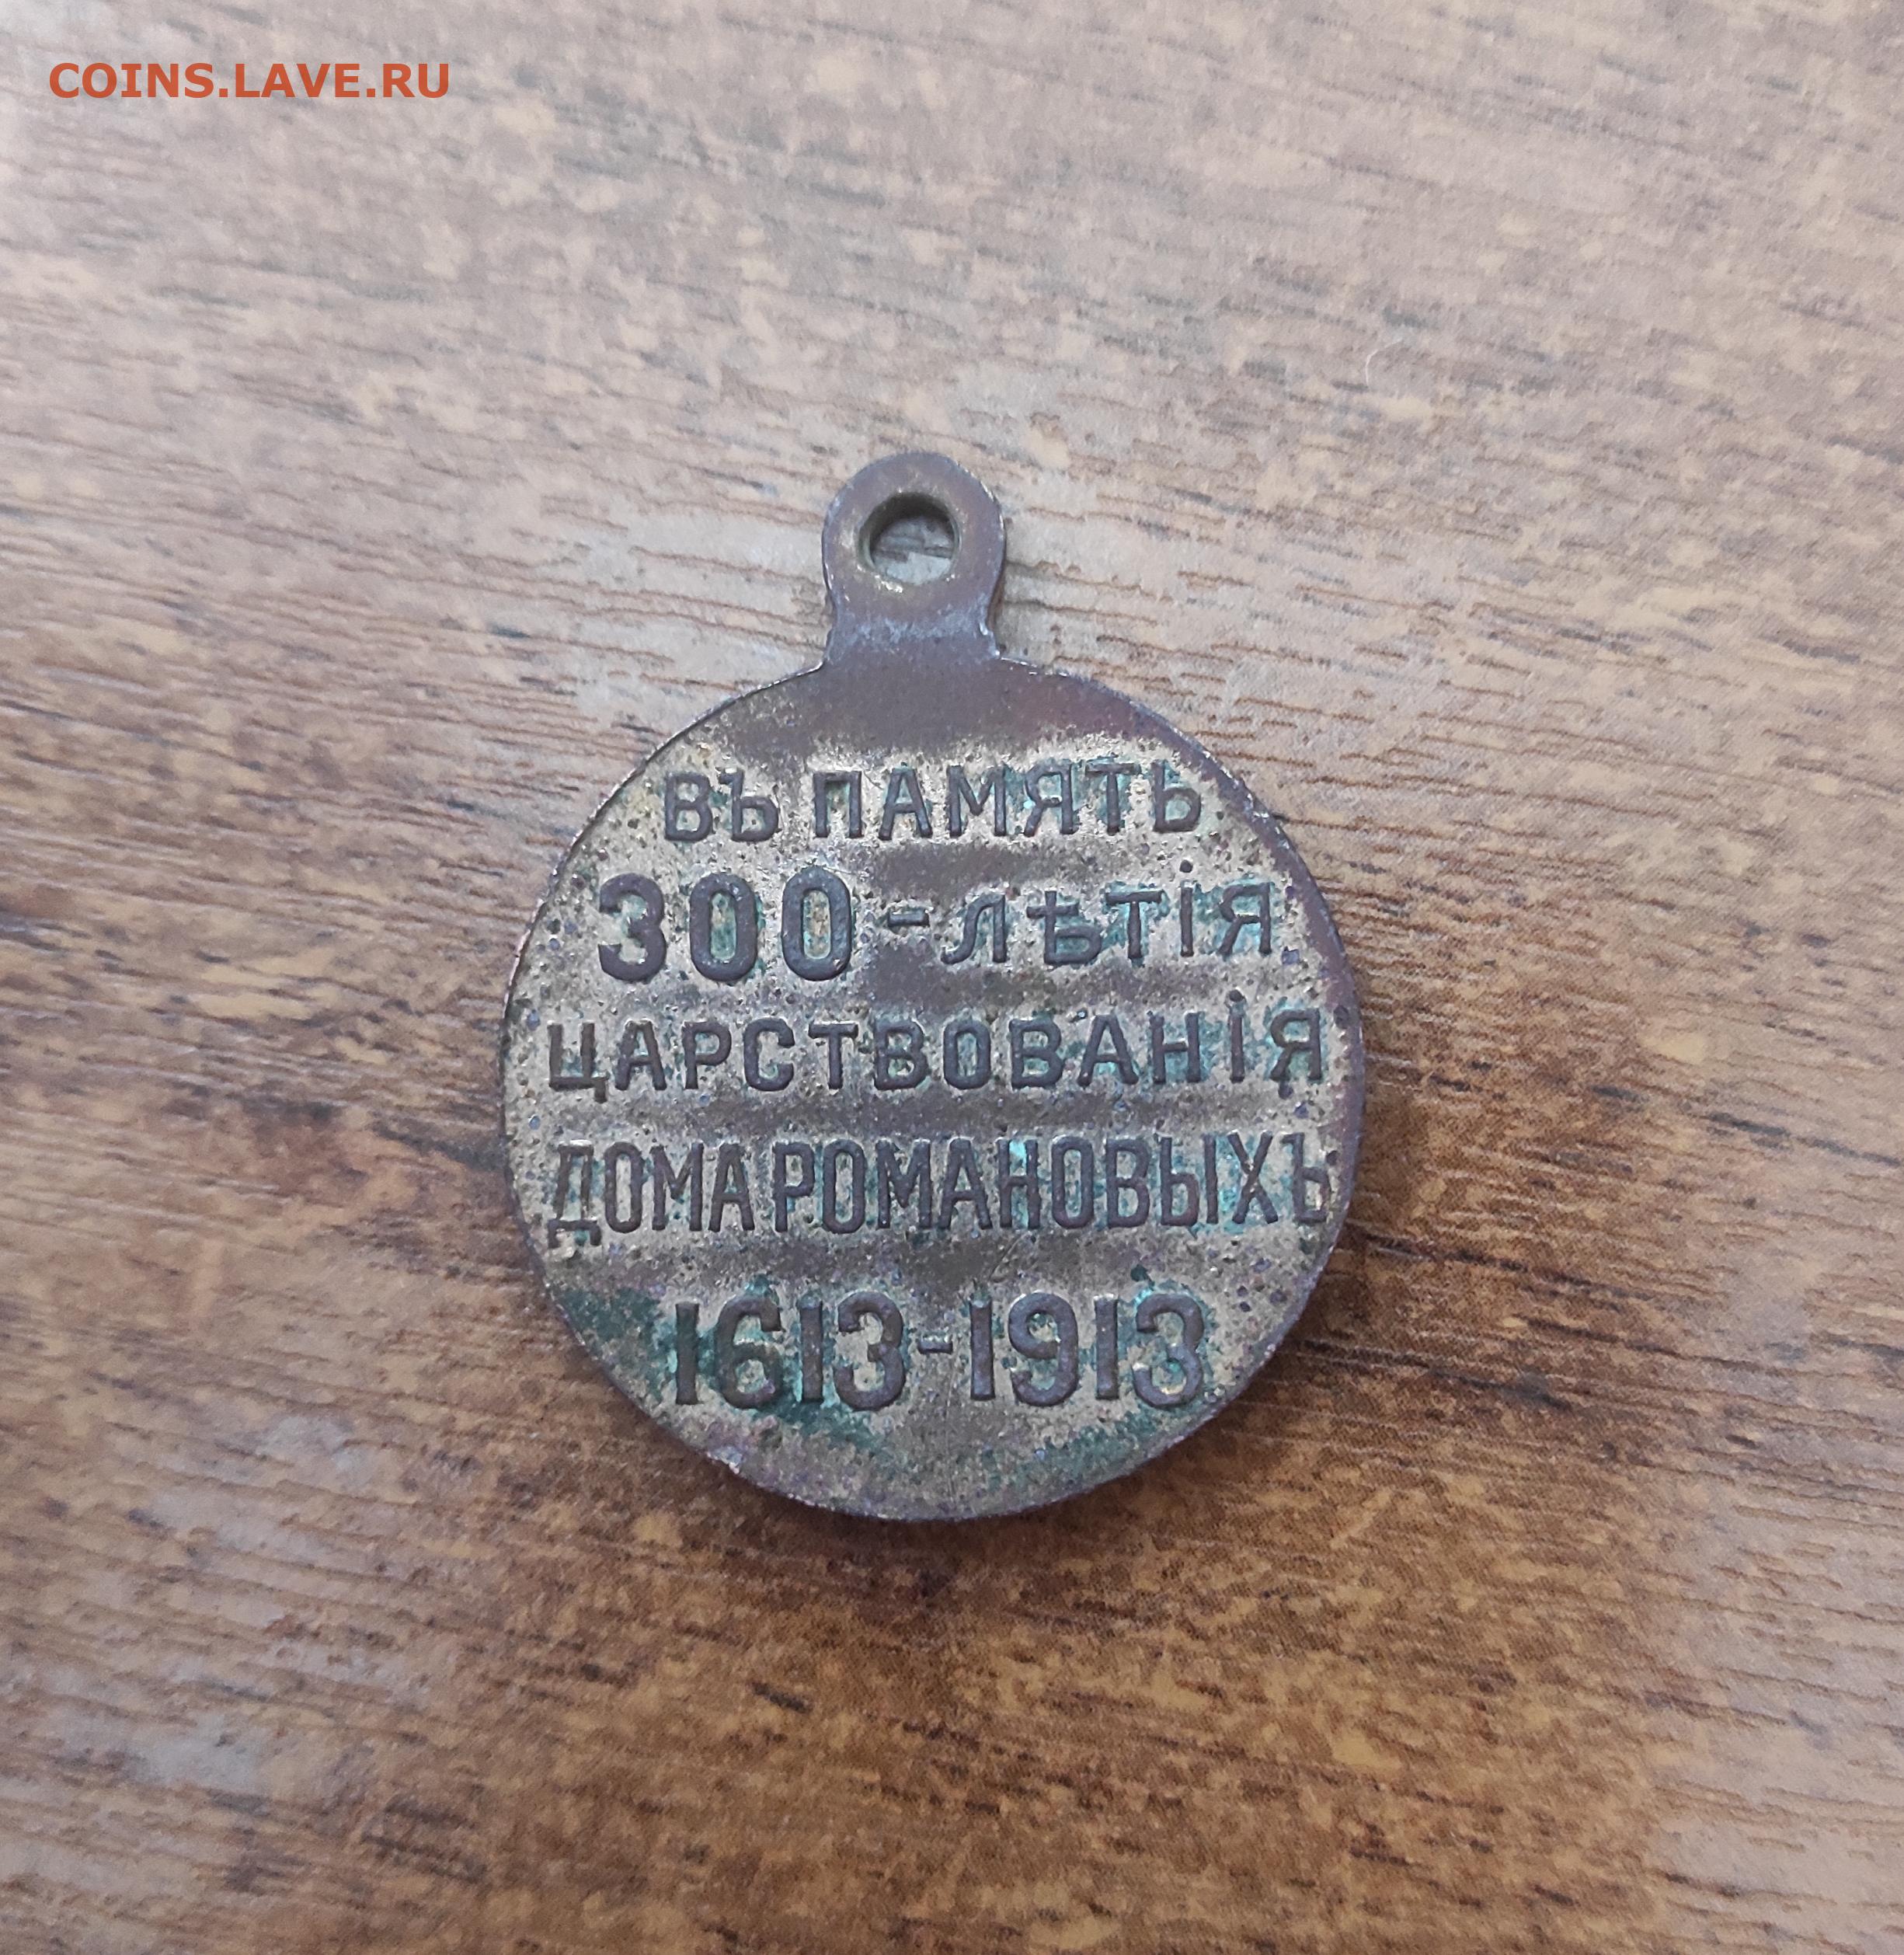 COINS.LAVE.RU
ВЪ ПАМЯТЬ
300-ЛѢТІЯ
ЦАРСТВОВАНІЯ
ДОМА РОМАНОВЫХЪ
1613-1913